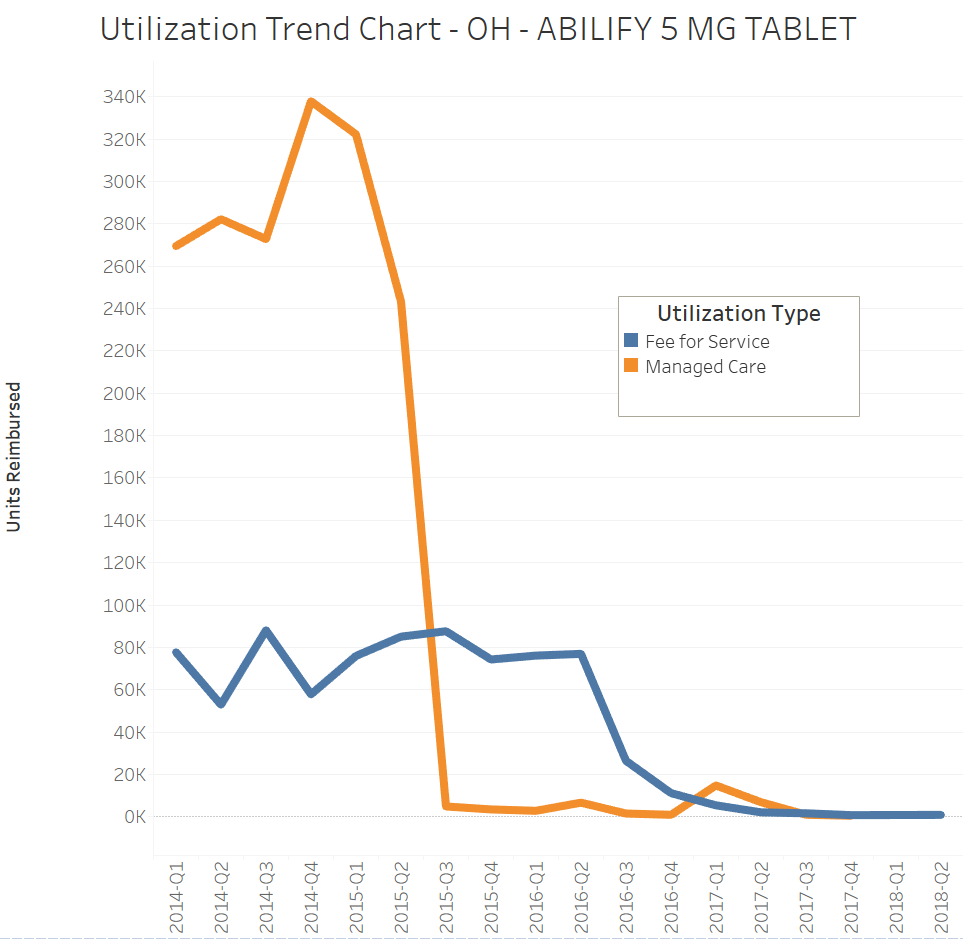 Utilization Trend Chart - OH - ABILIFY 5 MG TABLET
Units Reimbursed
340K
320K
300K
280K
260K
240K
220K
200K
180K
160K
140K
120K
100K
80K
60K
40K
20K
0K
Utilization Type
Fee for Service
Managed Care
2014-Q1
2014-Q2
2014-Q3
2014-Q4
2015-Q1
2015-Q2
2015-Q3
2015-Q4
2016-Q1
2016-Q2
2016-Q3
2016-Q4
2017-Q1
2017-Q2
2017-Q3
2017-Q4
2018-Q1
2018-Q2